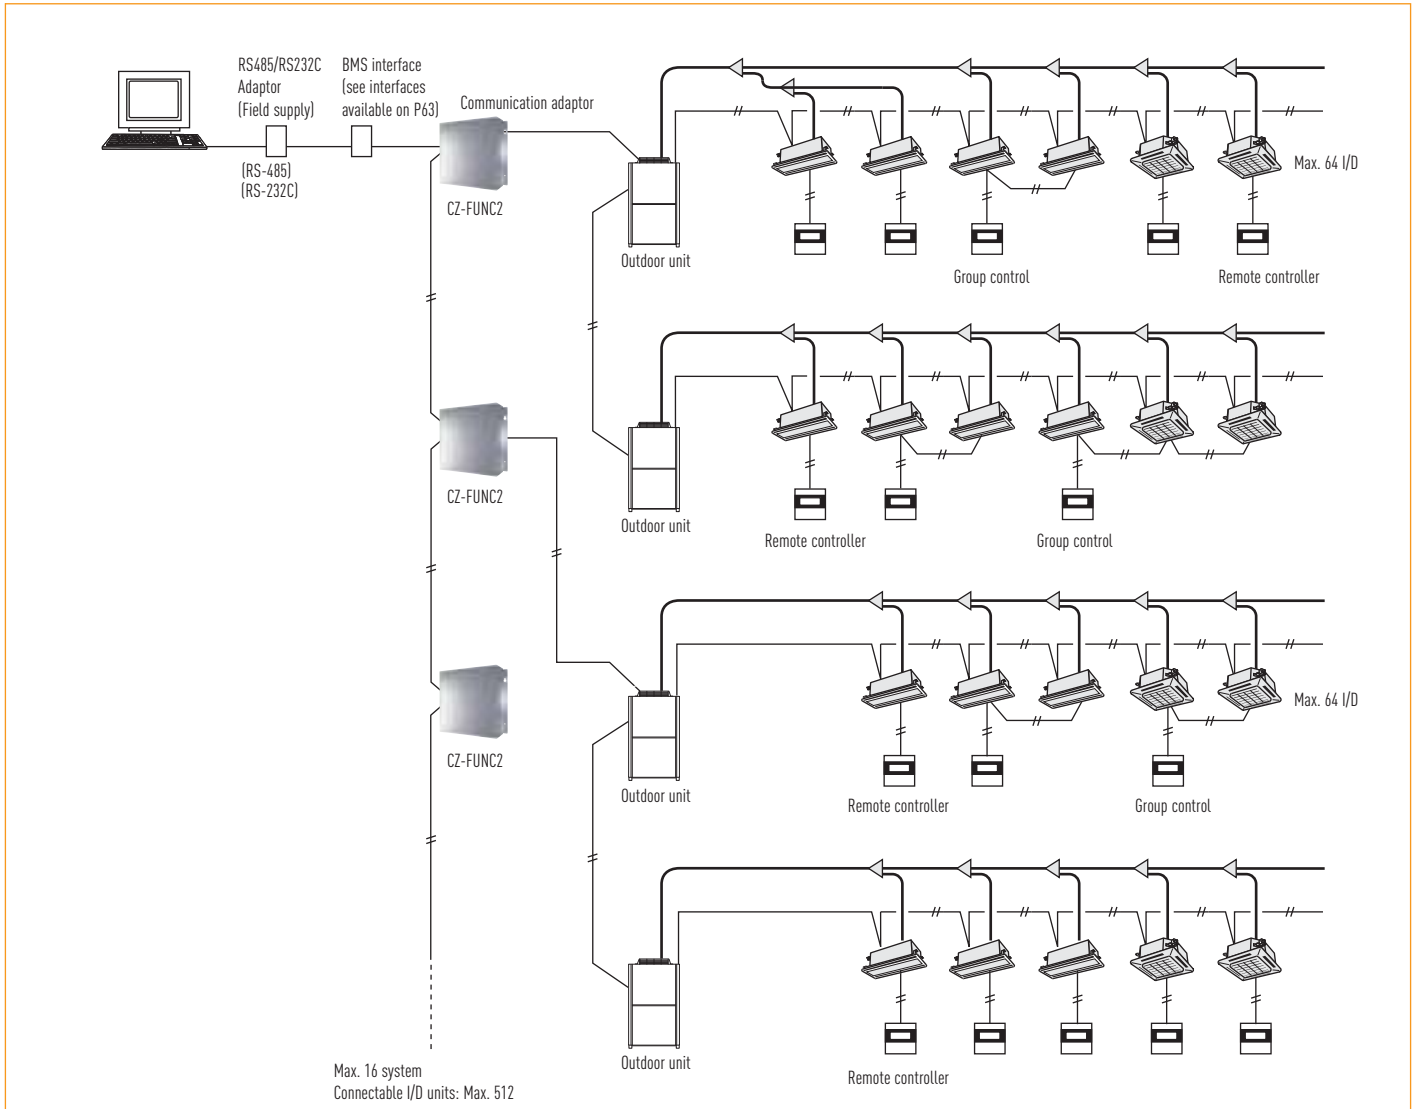 RS485/RS232C
Adaptor
(Field supply)
BMS interface
(see interfaces
available on P63)
Communication adaptor
(RS-485)
(RS-232C)
CZ-FUNC2
Outdoor unit
Max. 64 I/D
Group control
Remote controller
CZ-FUNC2
Outdoor unit
Remote controller
Group control
CZ-FUNC2
Outdoor unit
Max. 64 I/D
Remote controller
Group control
Outdoor unit
Remote controller
Max. 16 system
Connectable I/D units: Max. 512